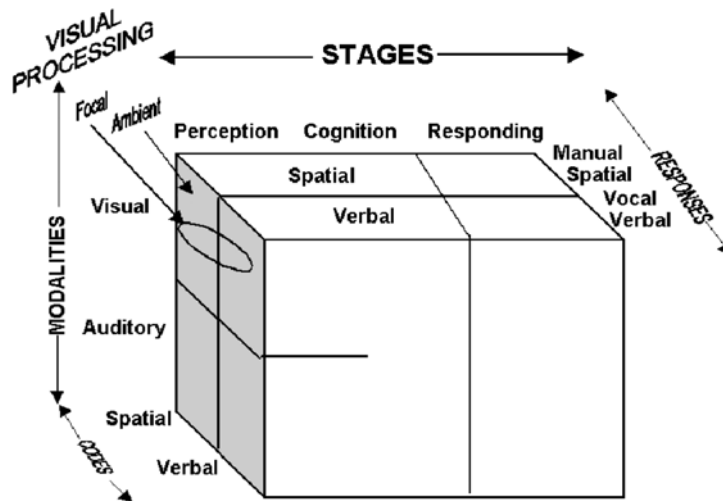 VISUAL
PROCESSING
STAGES
Focal
Ambient
Perception Cognition Responding
Manual
Spatial
Vocal
Verbal
RESPONSES
Spatial
Verbal
Visual
MODALITIES
Auditory
Spatial
Verbal
CODES